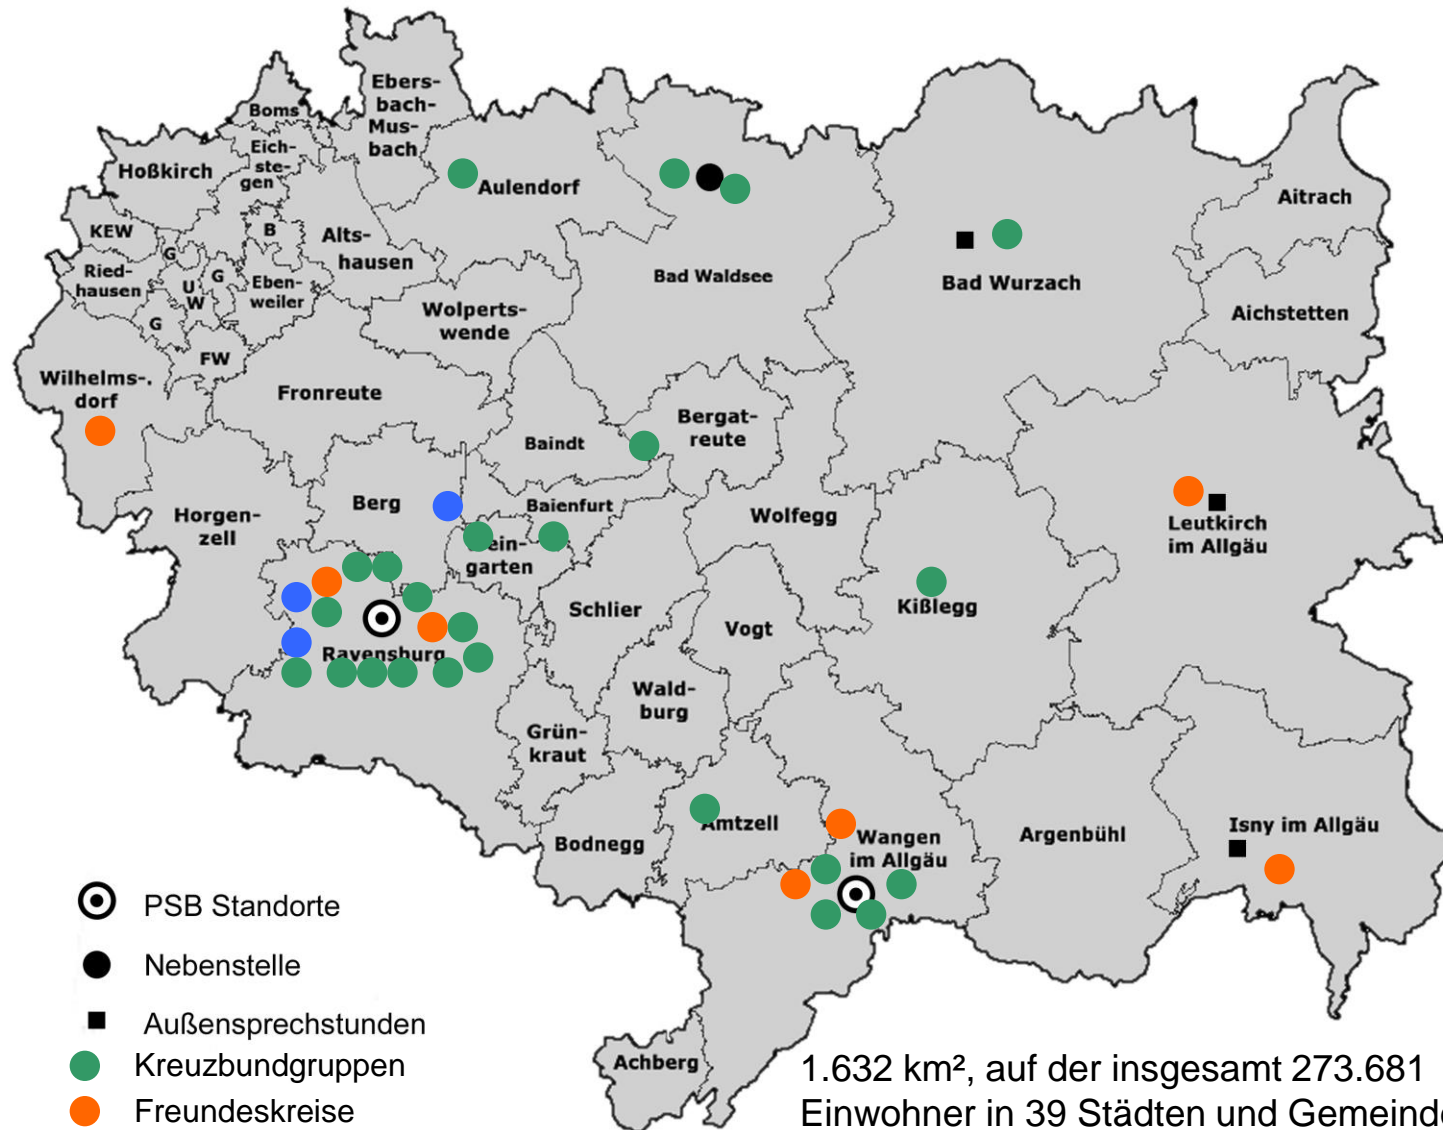 Ebers-
bach-
Mus-
bach
Boms
Eich-
ste-
gen
Hoßkirch
Aulendorf
Aitrach
KEW
B
Alts-
hausen
G
Ried-
hausen
U
G
W
Eben-
weiler
Bad Waldsee
Bad Wurzach
G
Wolperts-
wende
Aichstetten
FW
Wilhelms-.
dorf
Fronreute
Bergat-
reute
Baindt
Berg
Baienfurt
Horgen-
zell
Wolfegg
Leutkirch
im Allgäu
ein-
garten
Schlier
Kißlegg
Vogt
Ravensburg
Wald-
burg
Grün-
kraut
Amtzell
Bodnegg
Wangen
im Allgäu
Argenbühl
Isny im Allgäu
Achberg
PSB Standorte
Nebenstelle
Außensprechstunden
Kreuzbundgruppen
Freundeskreise
1.632 km², auf der insgesamt 273.681
Einwohner in 39 Städten und Gemeinde